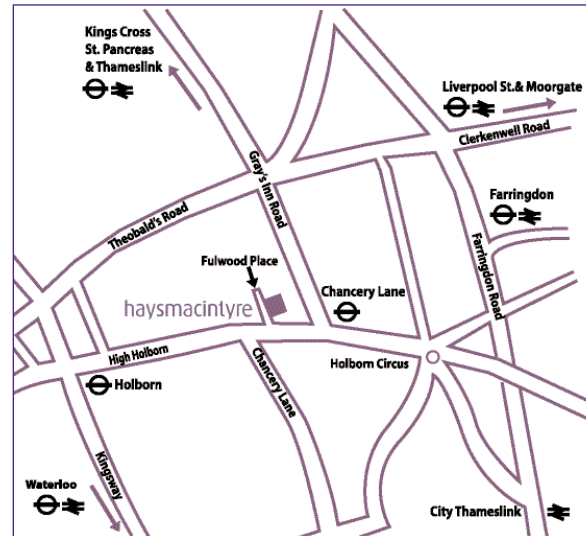 Kings Cross
St. Pancreas
& Thameslink
Liverpool St.& Moorgate
Clerkenwell Road
Gray's Inn Road
Farringdon
Theobald's Road
Farringdon Road
Fulwood Place
Chancery Lane
haysmacintyre
High Holborn
Holborn Circus
Holborn
Chancery Lane
Kingsway
Waterloo
City Thameslink